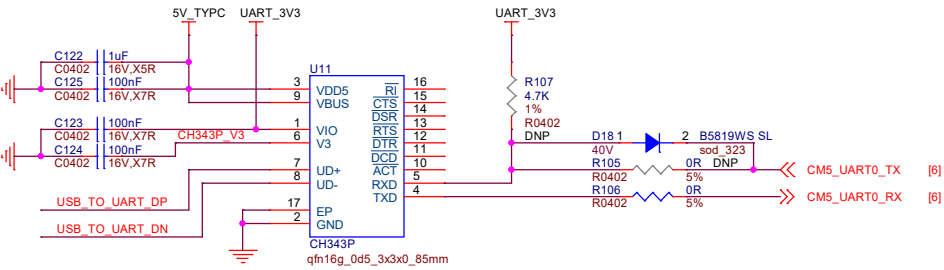 5V_TYPC UART_3V3 UART_3V3
C122 1uF
C0402 16V,X5R
C125 100nF
C0402 16V,X7R
C123 100nF
C0402 16V,X7R
C124 100nF
C0402 16V,X7R
CH343P_V3
USB_TO_UART_DP
USB_TO_UART_DN
U11
3 VDD5
9 VBUS
1 VIO
6 V3
7 UD+
8 UD-
17 EP
2 GND
RI 16
CTS 15
DSR 14
RTS 13
DTR 12
DCD 11
ACT 10
RXD 5
TXD 4
CH343P
qfn16g_0d5_3x3x0_85mm
R107
4.7K
1%
R0402
DNP
D18 1 2 B5819WS SL
40V sod_323
R105 0R DNP
R0402 5%
R106 0R
R0402 5%
CM5_UART0_TX [6]
CM5_UART0_RX [6]